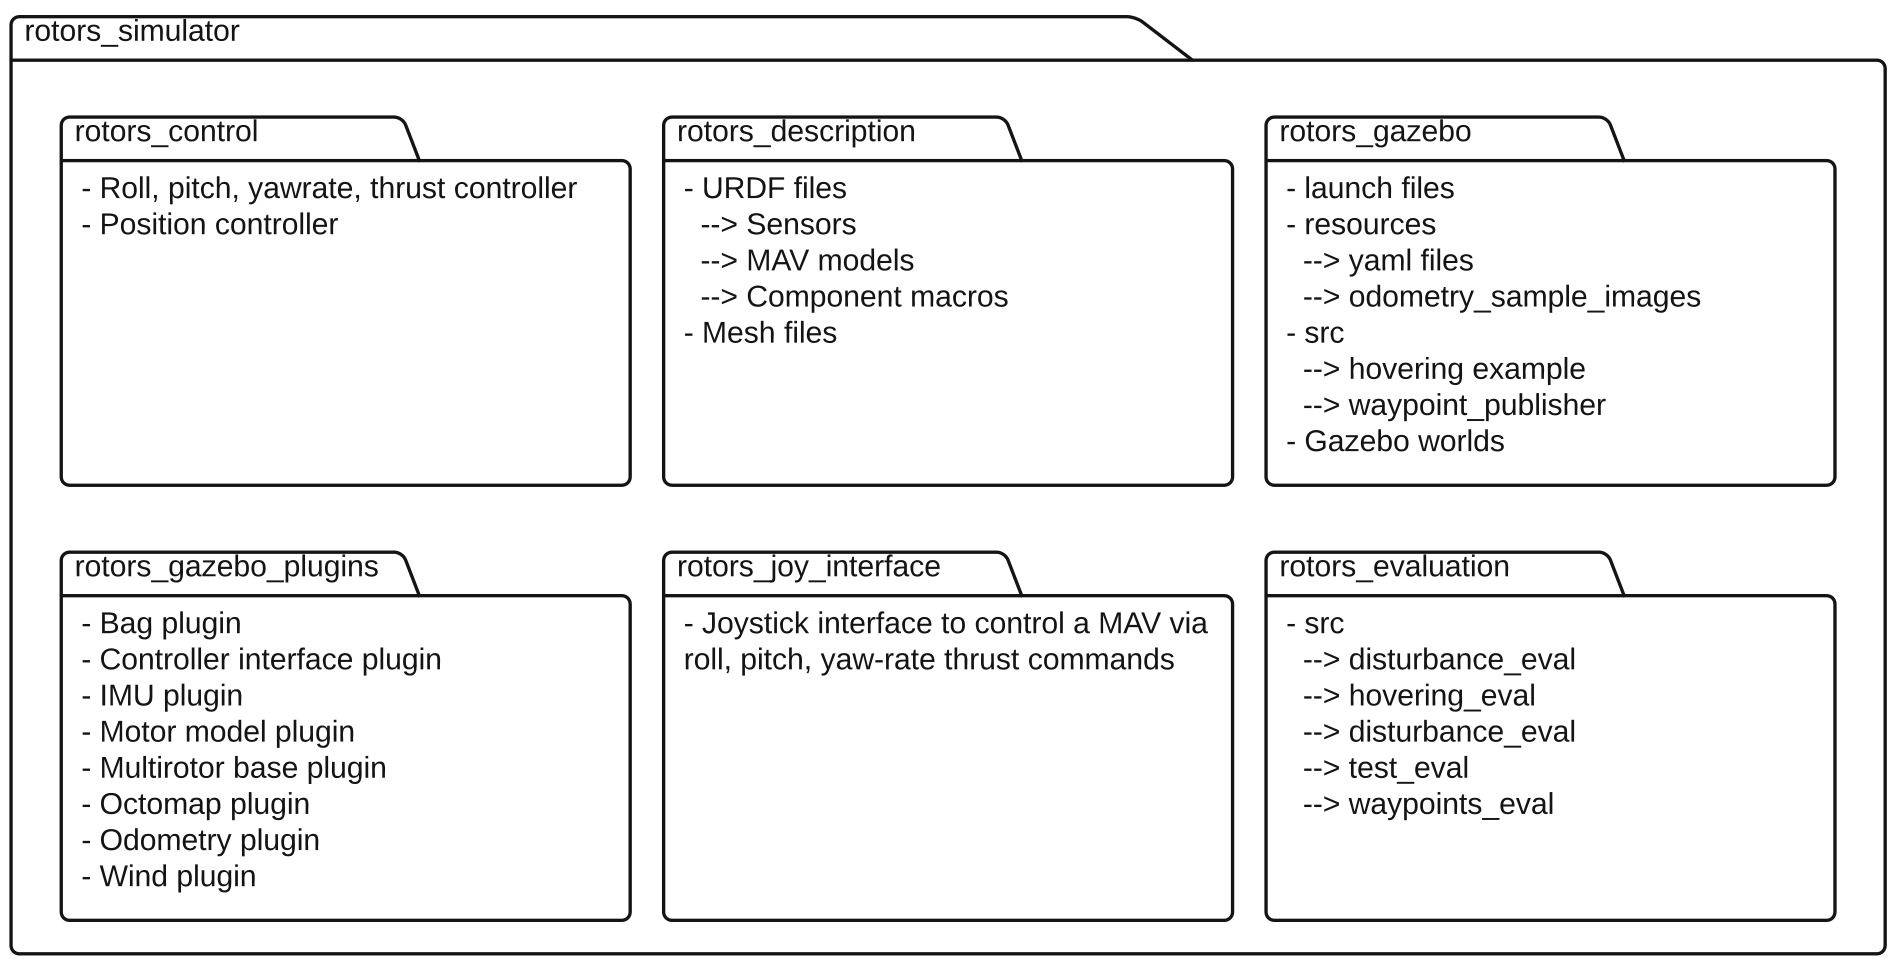 rotors_simulator
rotors_control
- Roll, pitch, yawrate, thrust controller
- Position controller
rotors_description
- URDF files
--> Sensors
--> MAV models
--> Component macros
- Mesh files
rotors_gazebo
- launch files
- resources
--> yaml files
--> odometry_sample_images
- src
--> hovering example
--> waypoint_publisher
- Gazebo worlds
rotors_gazebo_plugins
- Bag plugin
- Controller interface plugin
- IMU plugin
- Motor model plugin
- Multirotor base plugin
- Octomap plugin
- Odometry plugin
- Wind plugin
rotors_joy_interface
- Joystick interface to control a MAV via
roll, pitch, yaw-rate thrust commands
rotors_evaluation
- src
--> disturbance_eval
--> hovering_eval
--> disturbance_eval
--> test_eval
--> waypoints_eval